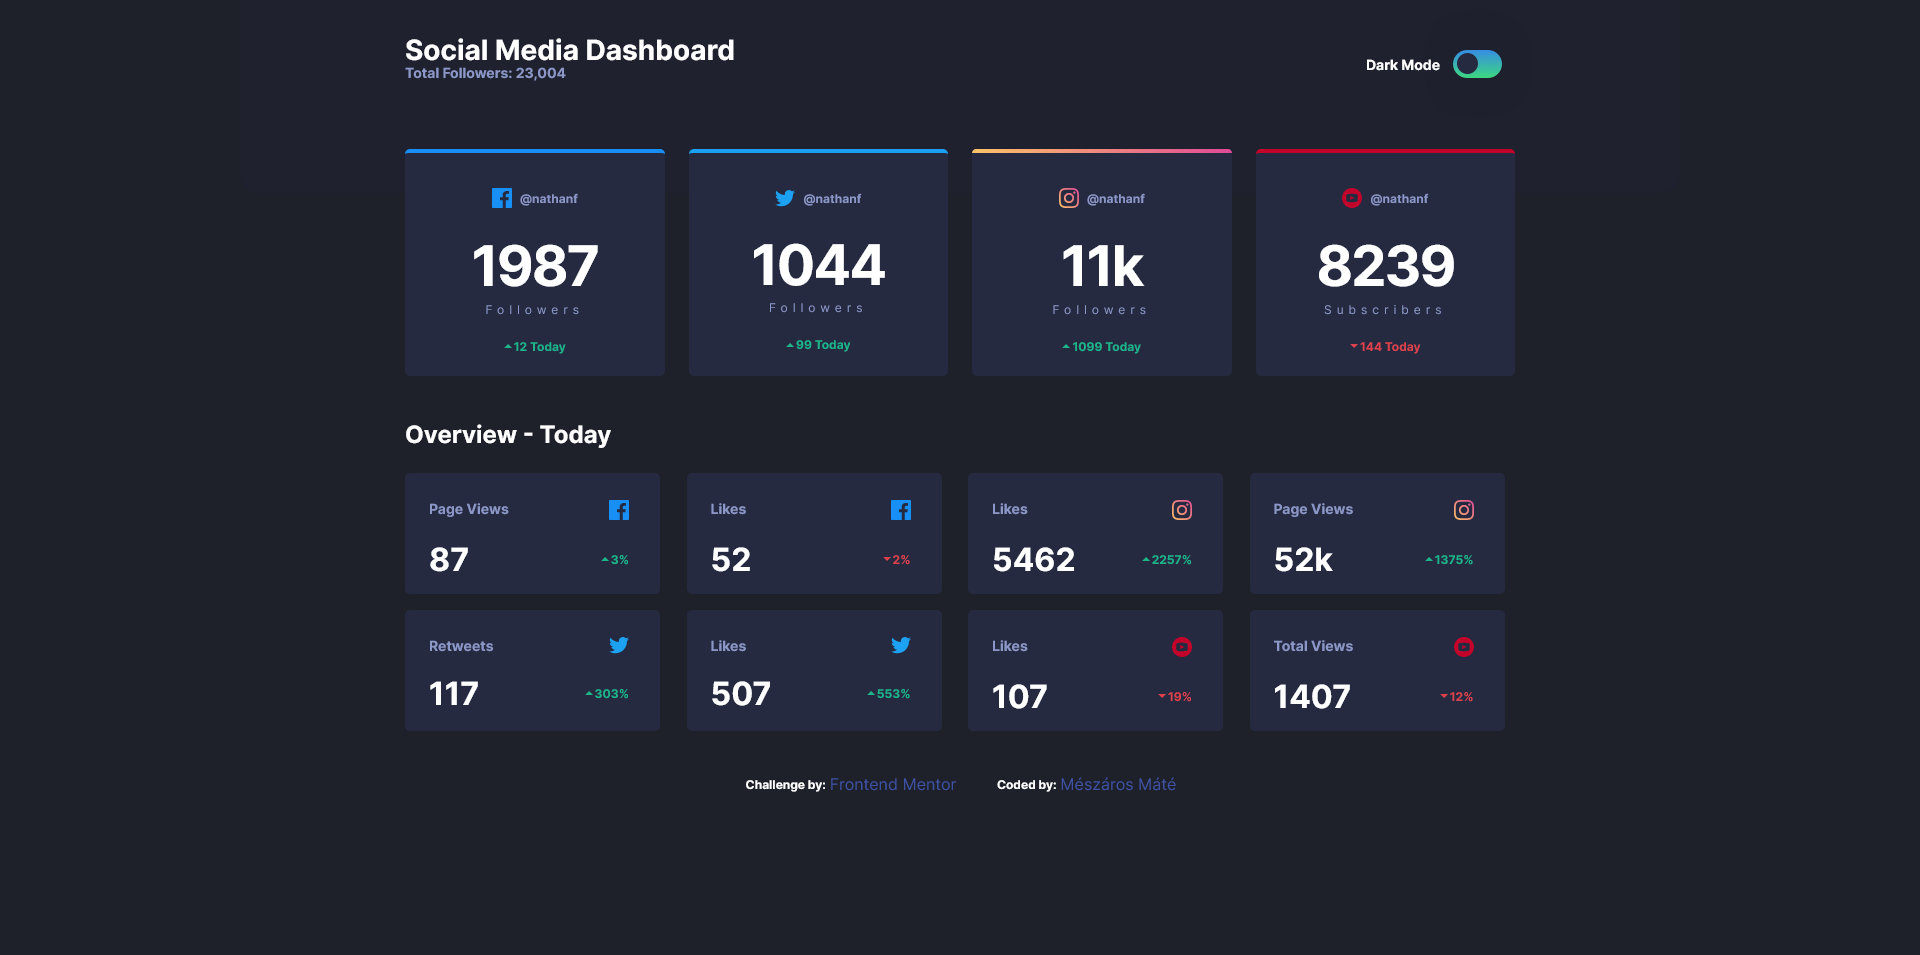 Social Media Dashboard
Total Followers: 23,004
Dark Mode
@nathanf
1987
Followers
12 Today
@nathanf
1044
Followers
99 Today
@nathanf
11k
Followers
1099 Today
@nathanf
8239
Subscribers
144 Today
Overview - Today
Page Views
87
3%
Likes
52
2%
Likes
5462
2257%
Page Views
52k
1375%
Retweets
117
303%
Likes
507
553%
Likes
107
19%
Total Views
1407
12%
Challenge by: Frontend Mentor
Coded by: Mészáros Máté